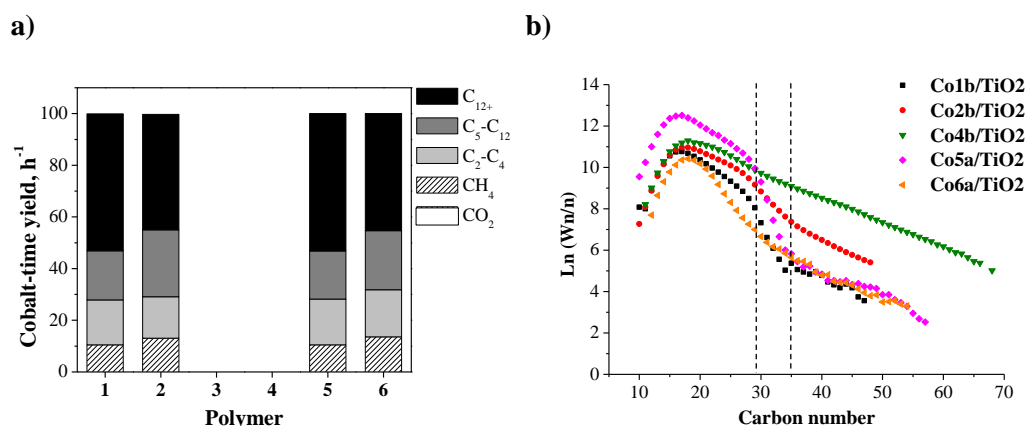 a)
100
80
60
40
20
0
Cobalt-time yield, h-1
1 2 3 4 5 6
Polymer
C12+
C5-C12
C2-C4
CH4
CO2
b)
14
12
10
8
6
4
2
0
Ln (Wn/n)
0 10 20 30 40 50 60 70
Carbon number
Co1b/TiO2
Co2b/TiO2
Co4b/TiO2
Co5a/TiO2
Co6a/TiO2